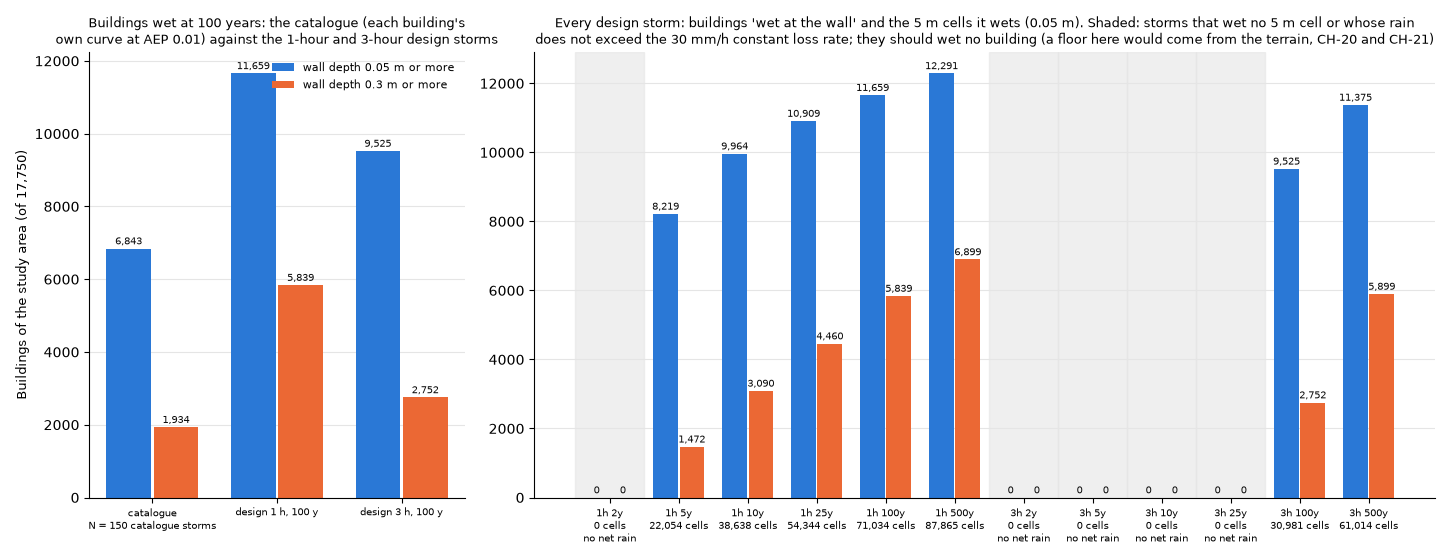 Buildings wet at 100 years: the catalogue (each building's
own curve at AEP 0.01) against the 1-hour and 3-hour design storms
Buildings of the study area (of 17,750)
12000
10000
8000
6000
4000
2000
0
wall depth 0.05 m or more
wall depth 0.3 m or more
6,843
1,934
11,659
5,839
9,525
2,752
catalogue
N = 150 catalogue storms
design 1 h, 100 y
design 3 h, 100 y
Every design storm: buildings 'wet at the wall' and the 5 m cells it wets (0.05 m). Shaded: storms that wet no 5 m cell or whose rain
does not exceed the 30 mm/h constant loss rate; they should wet no building (a floor here would come from the terrain, CH-20 and CH-21)
12000
10000
8000
6000
4000
2000
0
0 0
8,219
1,472
9,964
3,090
10,909
4,460
11,659
5,839
12,291
6,899
0 0
0 0
0 0
0 0
9,525
2,752
11,375
5,899
1h 2y
0 cells
no net rain
1h 5y
22,054 cells
1h 10y
38,638 cells
1h 25y
54,344 cells
1h 100y
71,034 cells
1h 500y
87,865 cells
3h 2y
0 cells
no net rain
3h 5y
0 cells
no net rain
3h 10y
0 cells
no net rain
3h 25y
0 cells
no net rain
3h 100y
30,981 cells
3h 500y
61,014 cells